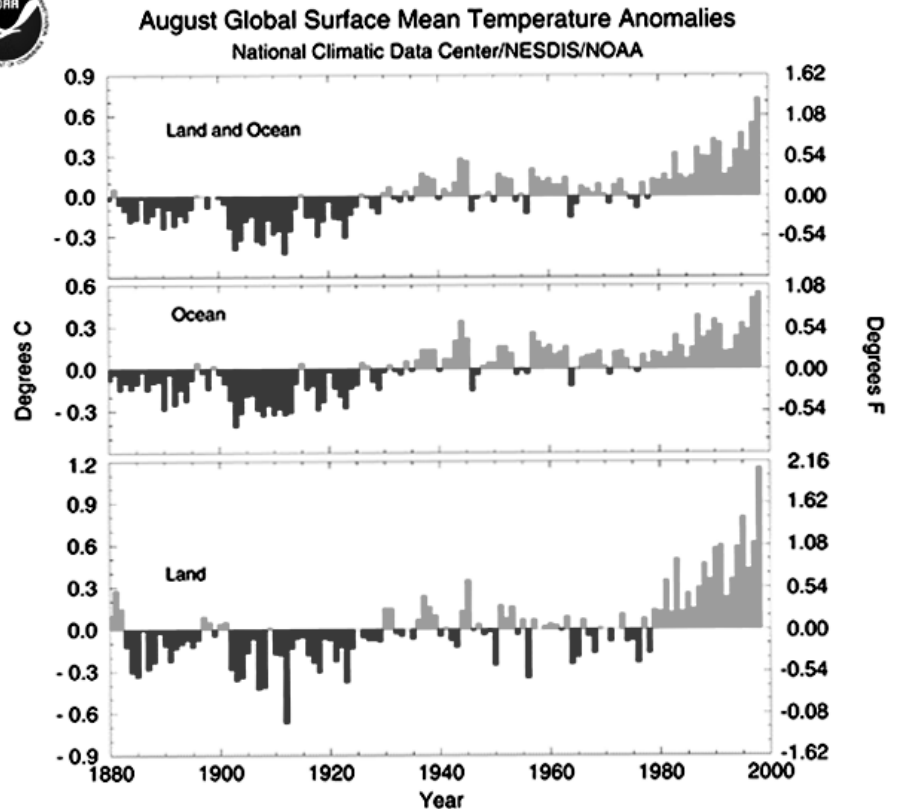 August Global Surface Mean Temperature Anomalies
National Climatic Data Center/NESDIS/NOAA
0.9 1.62
0.6 1.08
Land and Ocean
0.3 0.54
0.0 0.00
- 0.3 -0.54
0.6 1.08
Ocean
0.3 0.54
0.0 0.00
- 0.3 -0.54
Degrees C
Degrees F
1.2 2.16
0.9 1.62
0.6 1.08
Land
0.3 0.54
0.0 0.00
- 0.3 -0.54
- 0.6 -0.08
- 0.9 -1.62
1880 1900 1920 1940 1960 1980 2000
Year